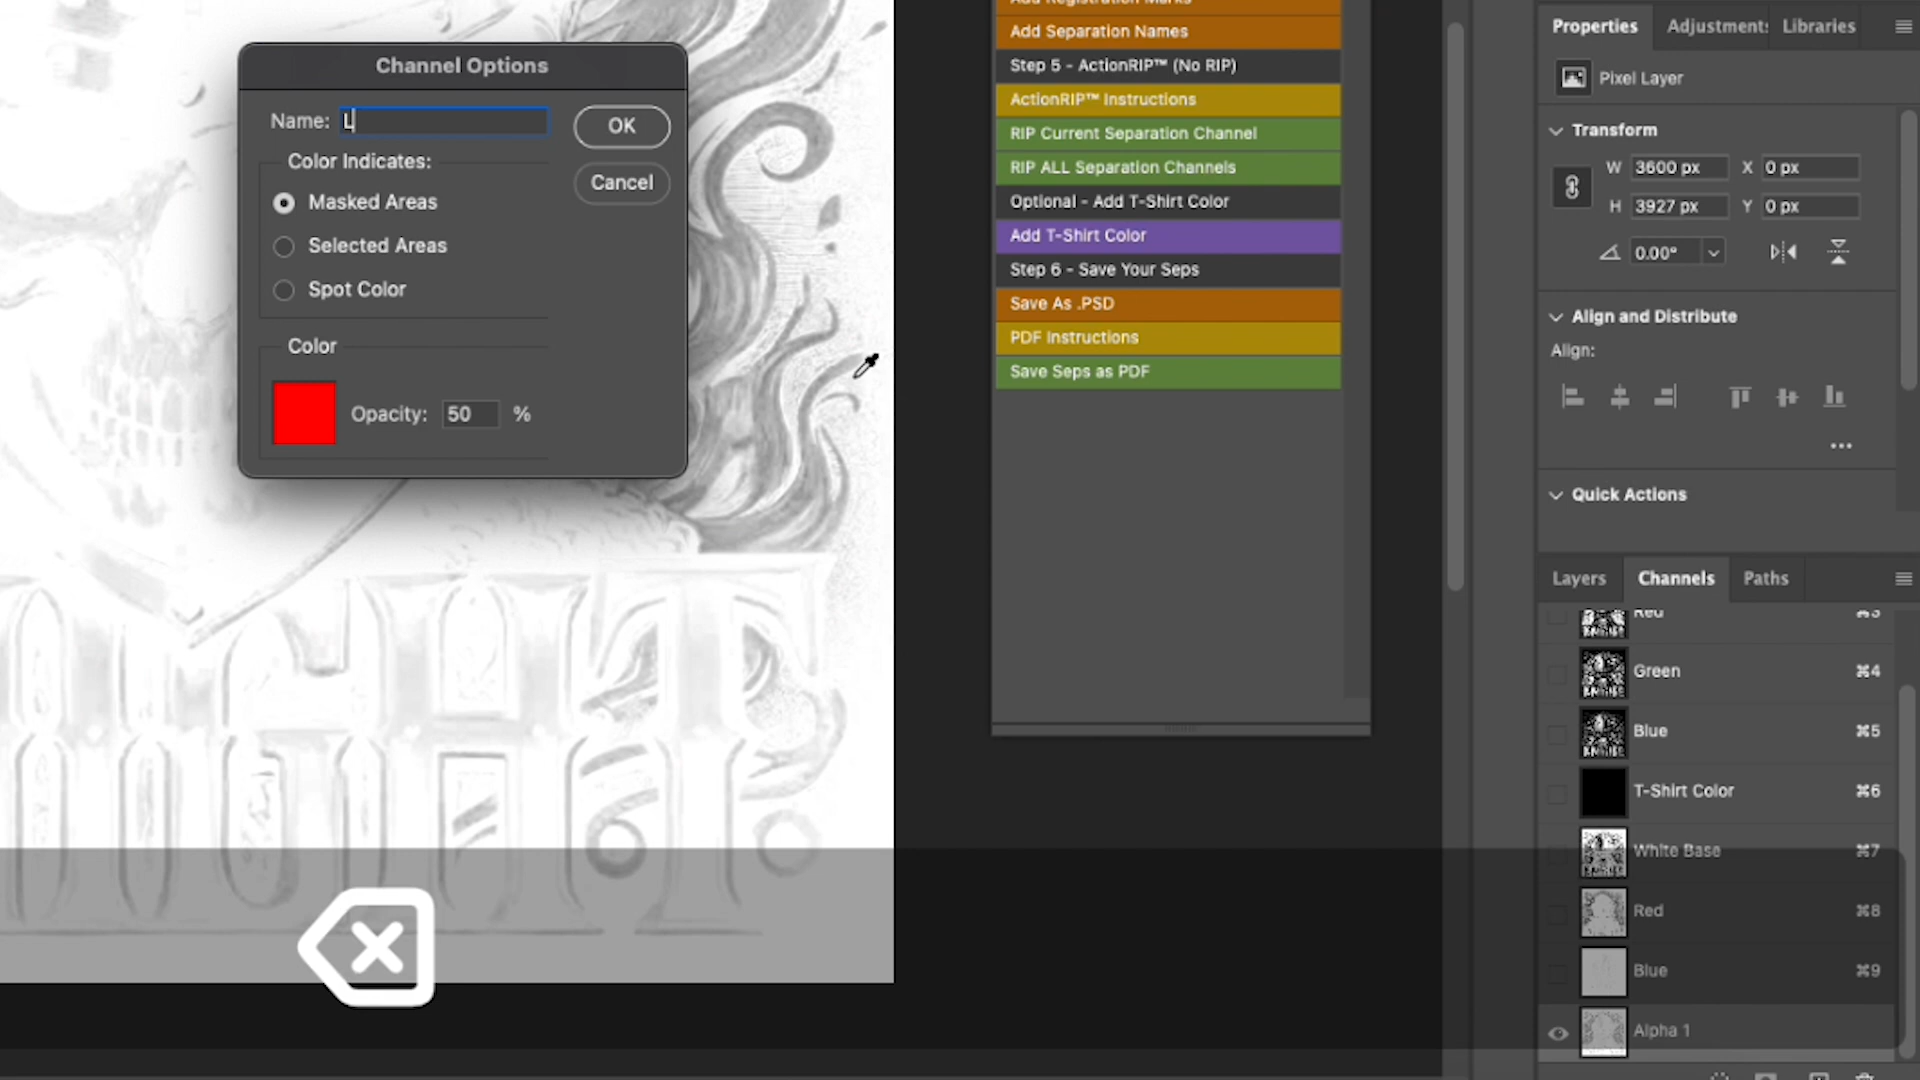 Channel Options
Name: L
OK
Color Indicates:
Cancel
Masked Areas
Selected Areas
Spot Color
Color
Opacity: 50 %
Add Registration Marks
Add Separation Names
Step 5 - ActionRIP™ (No RIP)
ActionRIP™ Instructions
RIP Current Separation Channel
RIP ALL Separation Channels
Optional - Add T-Shirt Color
Add T-Shirt Color
Step 6 - Save Your Seps
Save As .PSD
PDF Instructions
Save Seps as PDF
Properties Adjustment: Libraries
Pixel Layer
Transform
W 3600 px X 0 px
H 3927 px Y 0 px
0.00°
Align and Distribute
Align:
Quick Actions
Layers Channels Paths
Red ⌘3
Green ⌘4
Blue ⌘5
T-Shirt Color ⌘6
White Base ⌘7
Red ⌘8
Blue ⌘9
Alpha 1